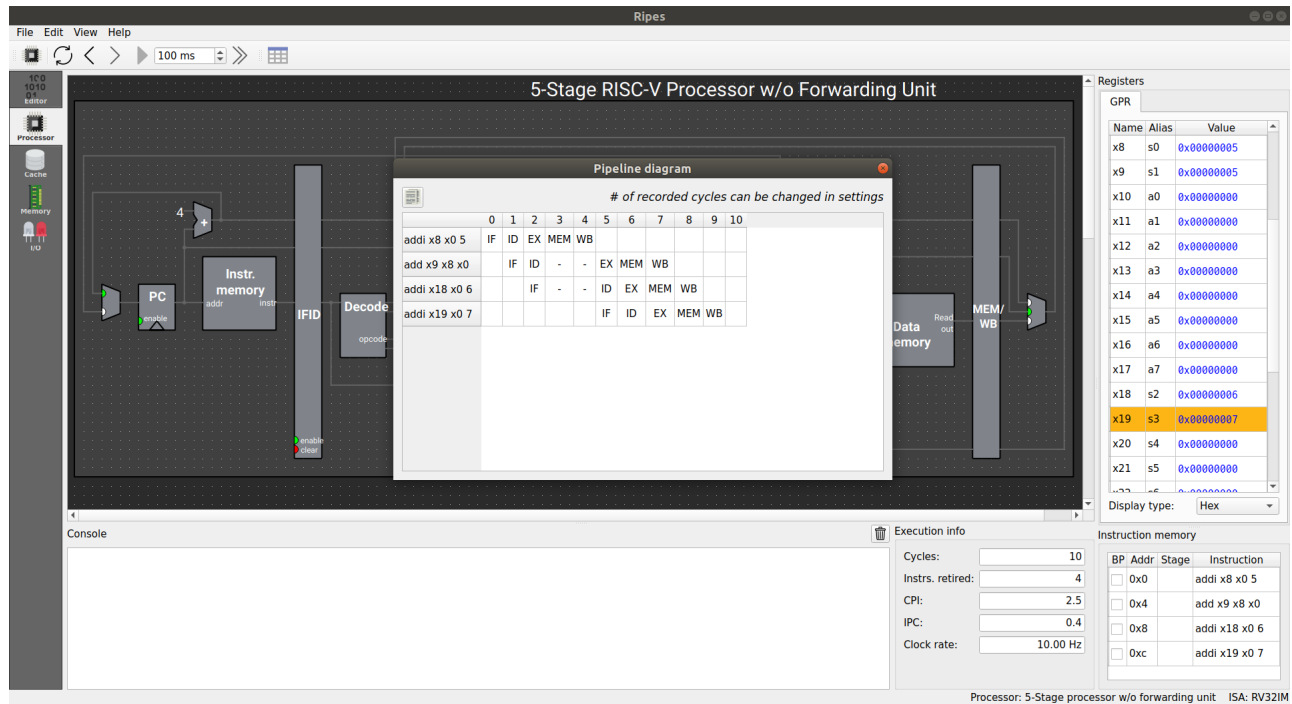 Ripes
File Edit View Help
100 ms
1C0
1010
01
Editor
Processor
Cache
Memory
I/O
5-Stage RISC-V Processor w/o Forwarding Unit
4
+
PC
enable
Instr.
memory
addr
instr
IFID
enable
clear
Decode
opcode
Data
emory
Read
out
MEM/
WB
Pipeline diagram
# of recorded cycles can be changed in settings
0 1 2 3 4 5 6 7 8 9 10
addi x8 x0 5 IF ID EX MEM WB
add x9 x8 x0 IF ID - - EX MEM WB
addi x18 x0 6 IF - - ID EX MEM WB
addi x19 x0 7 IF ID EX MEM WB
Registers
GPR
Name Alias Value
x8 s0 0x00000005
x9 s1 0x00000005
x10 a0 0x00000000
x11 a1 0x00000000
x12 a2 0x00000000
x13 a3 0x00000000
x14 a4 0x00000000
x15 a5 0x00000000
x16 a6 0x00000000
x17 a7 0x00000000
x18 s2 0x00000006
x19 s3 0x00000007
x20 s4 0x00000000
x21 s5 0x00000000
Display type: Hex
Console
Execution info
Cycles: 10
Instrs. retired: 4
CPI: 2.5
IPC: 0.4
Clock rate: 10.00 Hz
Instruction memory
BP Addr Stage Instruction
0x0 addi x8 x0 5
0x4 add x9 x8 x0
0x8 addi x18 x0 6
0xc addi x19 x0 7
Processor: 5-Stage processor w/o forwarding unit ISA: RV32IM